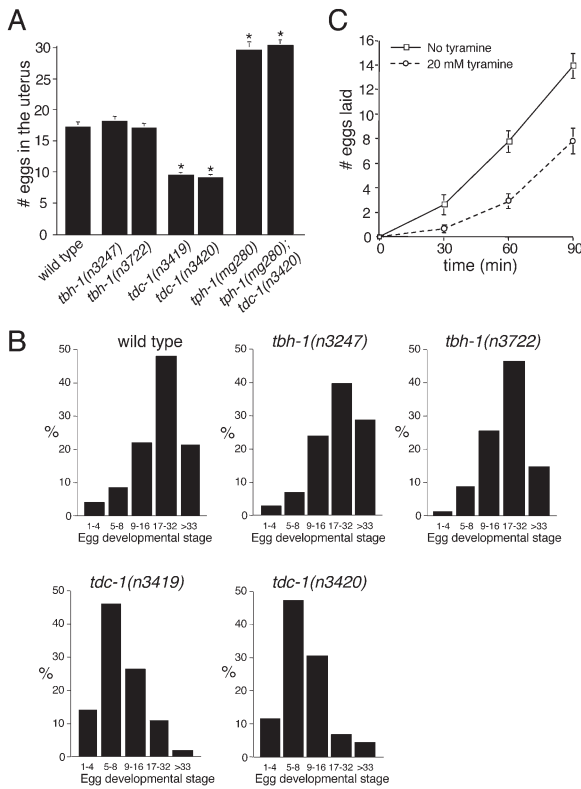 A
# eggs in the uterus
30
25
20
15
10
5
0
* * * *
wild type
tbh-1(n3247)
tbh-1(n3722)
tdc-1(n3419)
tdc-1(n3420)
tph-1(mg280)
tph-1(mg280);
tdc-1(n3420)
C
# eggs laid
16
14
12
10
8
6
4
2
0
No tyramine
20 mM tyramine
0 30 60 90
time (min)
B
wild type
%
50
40
30
20
10
0
1-4 5-8 9-16 17-32 >33
Egg developmental stage
tbh-1(n3247)
%
50
40
30
20
10
0
1-4 5-8 9-16 17-32 >33
Egg developmental stage
tbh-1(n3722)
%
50
40
30
20
10
0
1-4 5-8 9-16 17-32 >33
Egg developmental stage
tdc-1(n3419)
%
50
40
30
20
10
0
1-4 5-8 9-16 17-32 >33
Egg developmental stage
tdc-1(n3420)
%
50
40
30
20
10
0
1-4 5-8 9-16 17-32 >33
Egg developmental stage